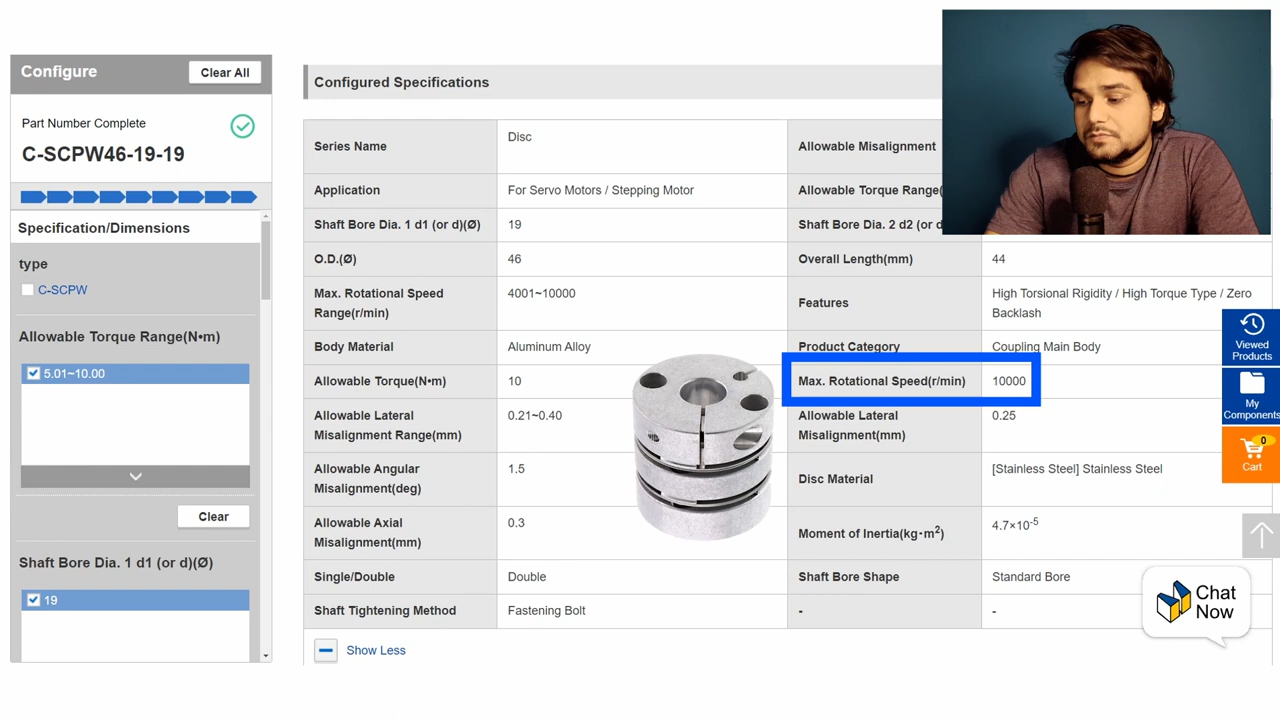 Configure
Clear All
Part Number Complete
C-SCPW46-19-19
Specification/Dimensions
type
C-SCPW
Allowable Torque Range(N•m)
5.01~10.00
Clear
Shaft Bore Dia. 1 d1 (or d)(Ø)
19
Configured Specifications
Series Name
Disc
Allowable Misalignment
Application
For Servo Motors / Stepping Motor
Allowable Torque Range(
Shaft Bore Dia. 1 d1 (or d)(Ø)
19
Shaft Bore Dia. 2 d2 (or d
O.D.(Ø)
46
Overall Length(mm)
44
Max. Rotational Speed
Range(r/min)
4001~10000
Features
High Torsional Rigidity / High Torque Type / Zero
Backlash
Body Material
Aluminum Alloy
Product Category
Coupling Main Body
Allowable Torque(N•m)
10
Max. Rotational Speed(r/min)
10000
Allowable Lateral
Misalignment Range(mm)
0.21~0.40
Allowable Lateral
Misalignment(mm)
0.25
Allowable Angular
Misalignment(deg)
1.5
Disc Material
[Stainless Steel] Stainless Steel
Allowable Axial
Misalignment(mm)
0.3
Moment of Inertia(kg・m²)
4.7×10⁻⁵
Single/Double
Double
Shaft Bore Shape
Standard Bore
Shaft Tightening Method
Fastening Bolt
-
-
Show Less
Viewed
Products
My
Components
0
Cart
Chat
Now